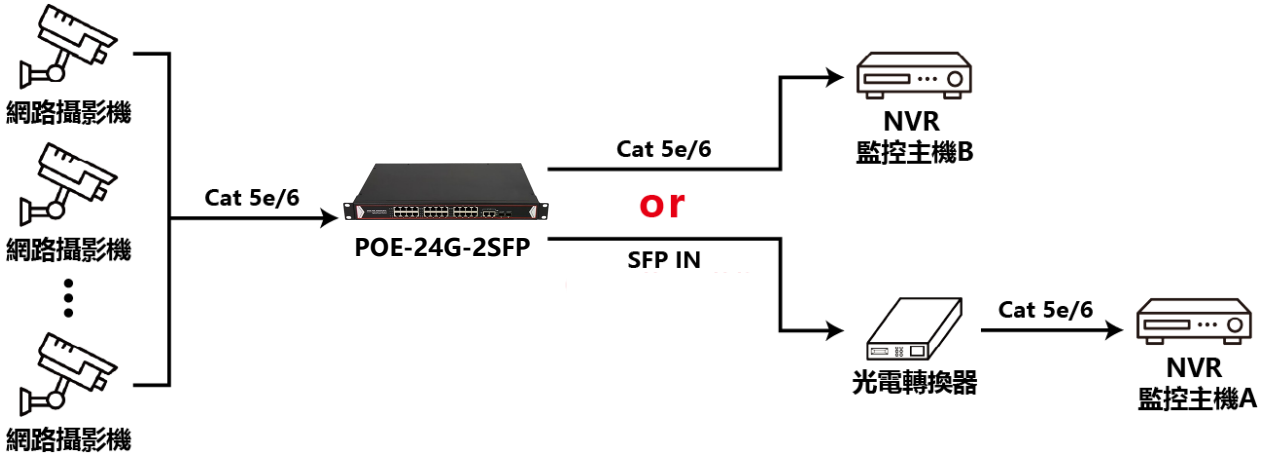 網路攝影機
網路攝影機
網路攝影機
Cat 5e/6
POE-24G-2SFP
Cat 5e/6
or
SFP IN
NVR
監控主機B
光電轉換器
Cat 5e/6
NVR
監控主機A